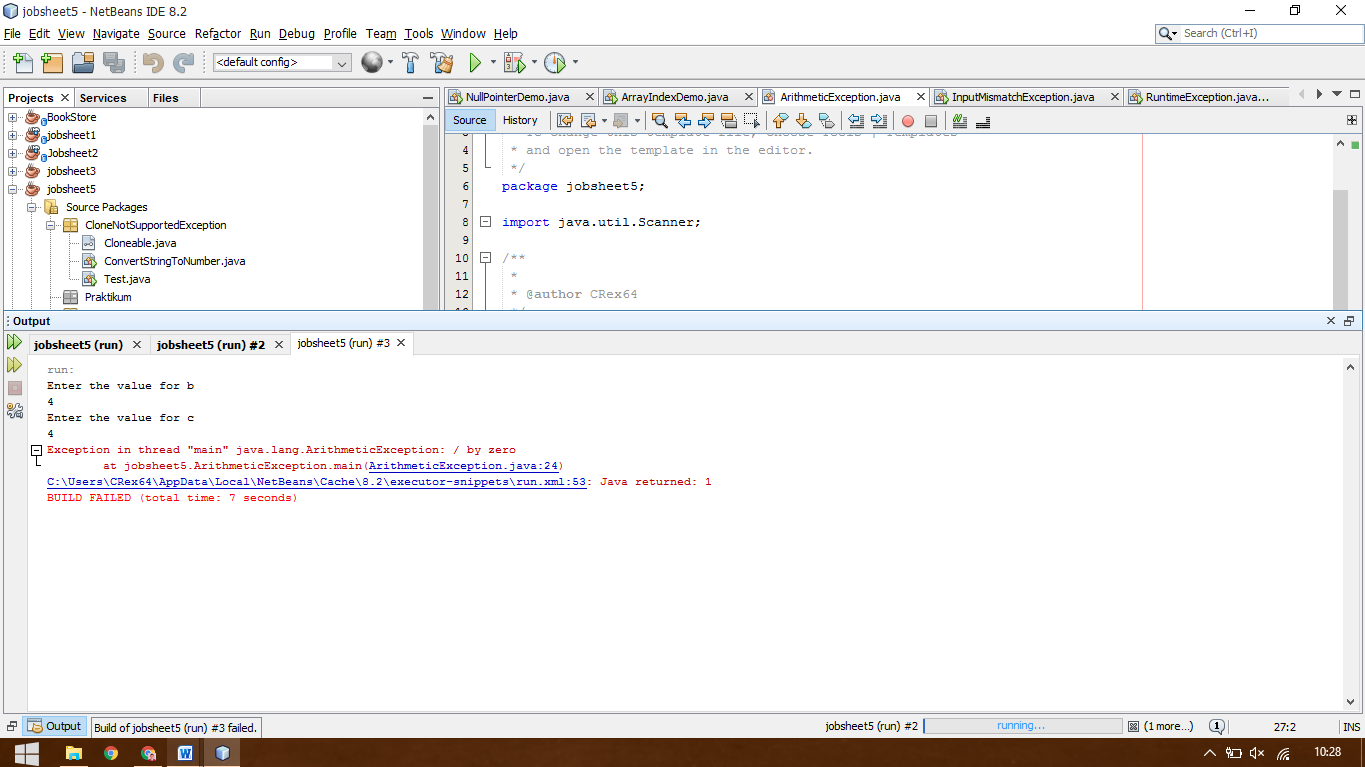 jobsheet5 - NetBeans IDE 8.2
File Edit View Navigate Source Refactor Run Debug Profile Team Tools Window Help
Search (Ctrl+I)
<default config>
Projects Services Files
NullPointerDemo.java ArrayIndexDemo.java ArithmeticException.java InputMismatchException.java RuntimeException.java...
Source History
BookStore
jobsheet1
Jobsheet2
jobsheet3
jobsheet5
Source Packages
CloneNotSupportedException
Cloneable.java
ConvertStringToNumber.java
Test.java
Praktikum
* To change this template file, choose Tools | Templates
4 * and open the template in the editor.
5 */
6 package jobsheet5;
7
8 import java.util.Scanner;
9
10 /**
11 *
12 * @author CRex64
Output
jobsheet5 (run) jobsheet5 (run) #2 jobsheet5 (run) #3
run:
Enter the value for b
4
Enter the value for c
4
Exception in thread "main" java.lang.ArithmeticException: / by zero
at jobsheet5.ArithmeticException.main(ArithmeticException.java:24)
C:\Users\CRex64\AppData\Local\NetBeans\Cache\8.2\executor-snippets\run.xml:53: Java returned: 1
BUILD FAILED (total time: 7 seconds)
Output Build of jobsheet5 (run) #3 failed. jobsheet5 (run) #2 running... (1 more...) 1 27:2 INS
10:28